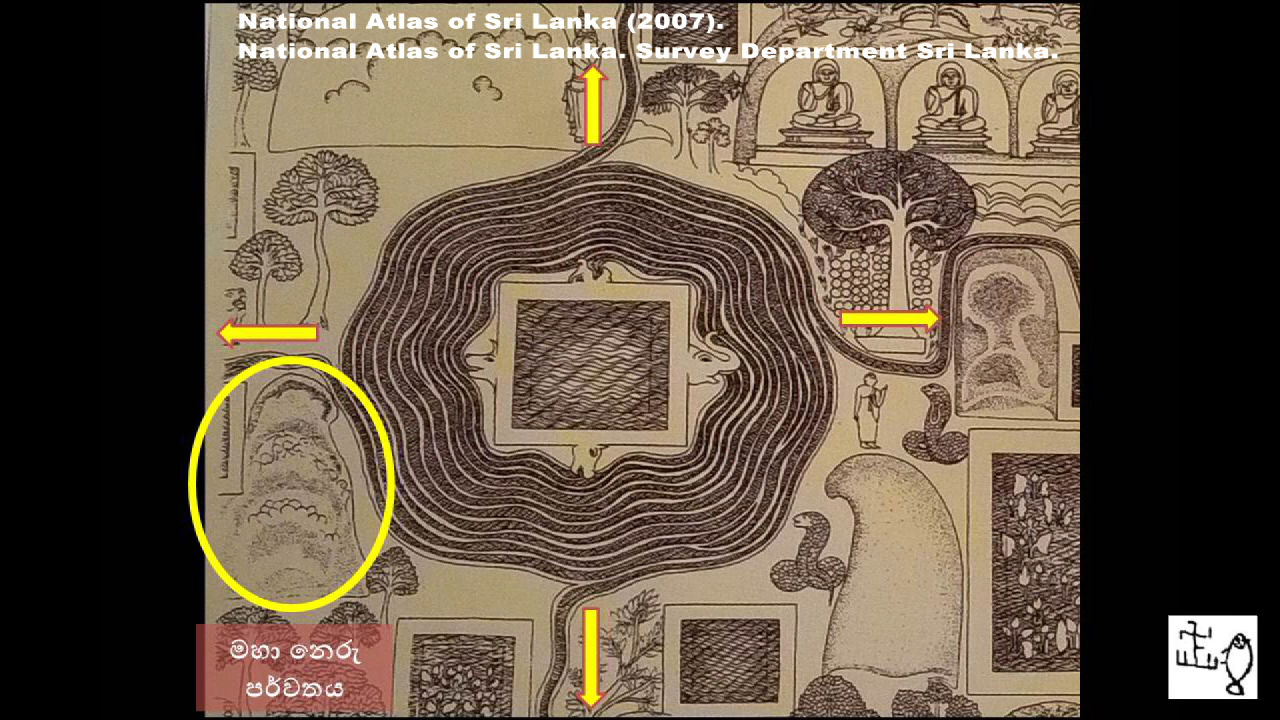 National Atlas of Sri Lanka (2007).
National Atlas of Sri Lanka. Survey Department Sri Lanka.
මහා නෙරු
පර්වතය